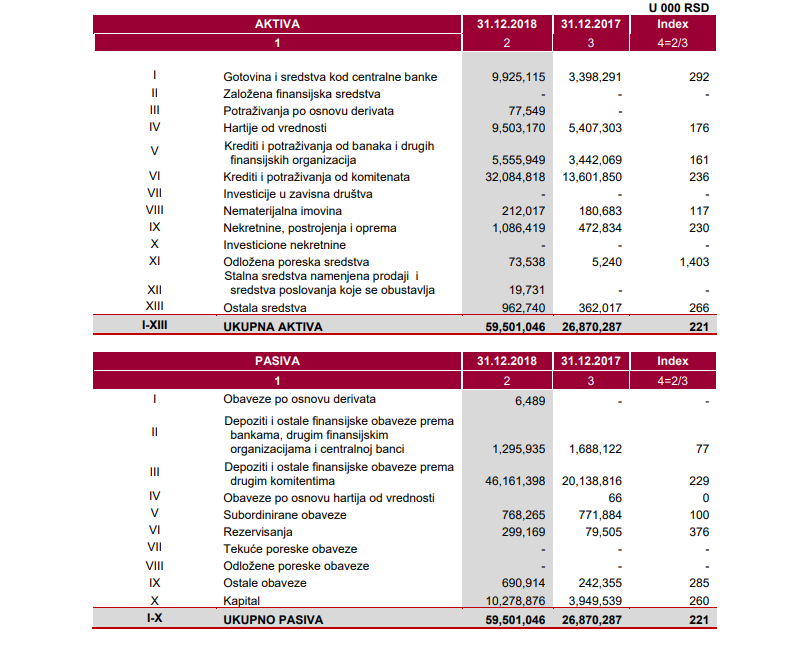 U 000 RSD
AKTIVA 31.12.2018 31.12.2017 Index
1 2 3 4=2/3
I Gotovina i sredstva kod centralne banke 9,925,115 3,398,291 292
II Založena finansijska sredstva - - -
III Potraživanja po osnovu derivata 77,549 -
IV Hartije od vrednosti 9,503,170 5,407,303 176
V Krediti i potraživanja od banaka i drugih
finansijskih organizacija 5,555,949 3,442,069 161
VI Krediti i potraživanja od komitenata 32,084,818 13,601,850 236
VII Investicije u zavisna društva - - -
VIII Nematerijalna imovina 212,017 180,683 117
IX Nekretnine, postrojenja i oprema 1,086,419 472,834 230
X Investicione nekretnine - - -
XI Odložena poreska sredstva 73,538 5,240 1,403
Stalna sredstva namenjena prodaji i
XII sredstva poslovanja koje se obustavlja 19,731 - -
XIII Ostala sredstva 962,740 362,017 266
I-XIII UKUPNA AKTIVA 59,501,046 26,870,287 221
PASIVA 31.12.2018 31.12.2017 Index
1 2 3 4=2/3
I Obaveze po osnovu derivata 6,489 - -
Depoziti i ostale finansijske obaveze prema
II bankama, drugim finansijskim
organizacijama i centralnoj banci 1,295,935 1,688,122 77
III Depoziti i ostale finansijske obaveze prema
drugim komitentima 46,161,398 20,138,816 229
IV Obaveze po osnovu hartija od vrednosti 66 0
V Subordinirane obaveze 768,265 771,884 100
VI Rezervisanja 299,169 79,505 376
VII Tekuće poreske obaveze - - -
VIII Odložene poreske obaveze - - -
IX Ostale obaveze 690,914 242,355 285
X Kapital 10,278,876 3,949,539 260
I-X UKUPNO PASIVA 59,501,046 26,870,287 221